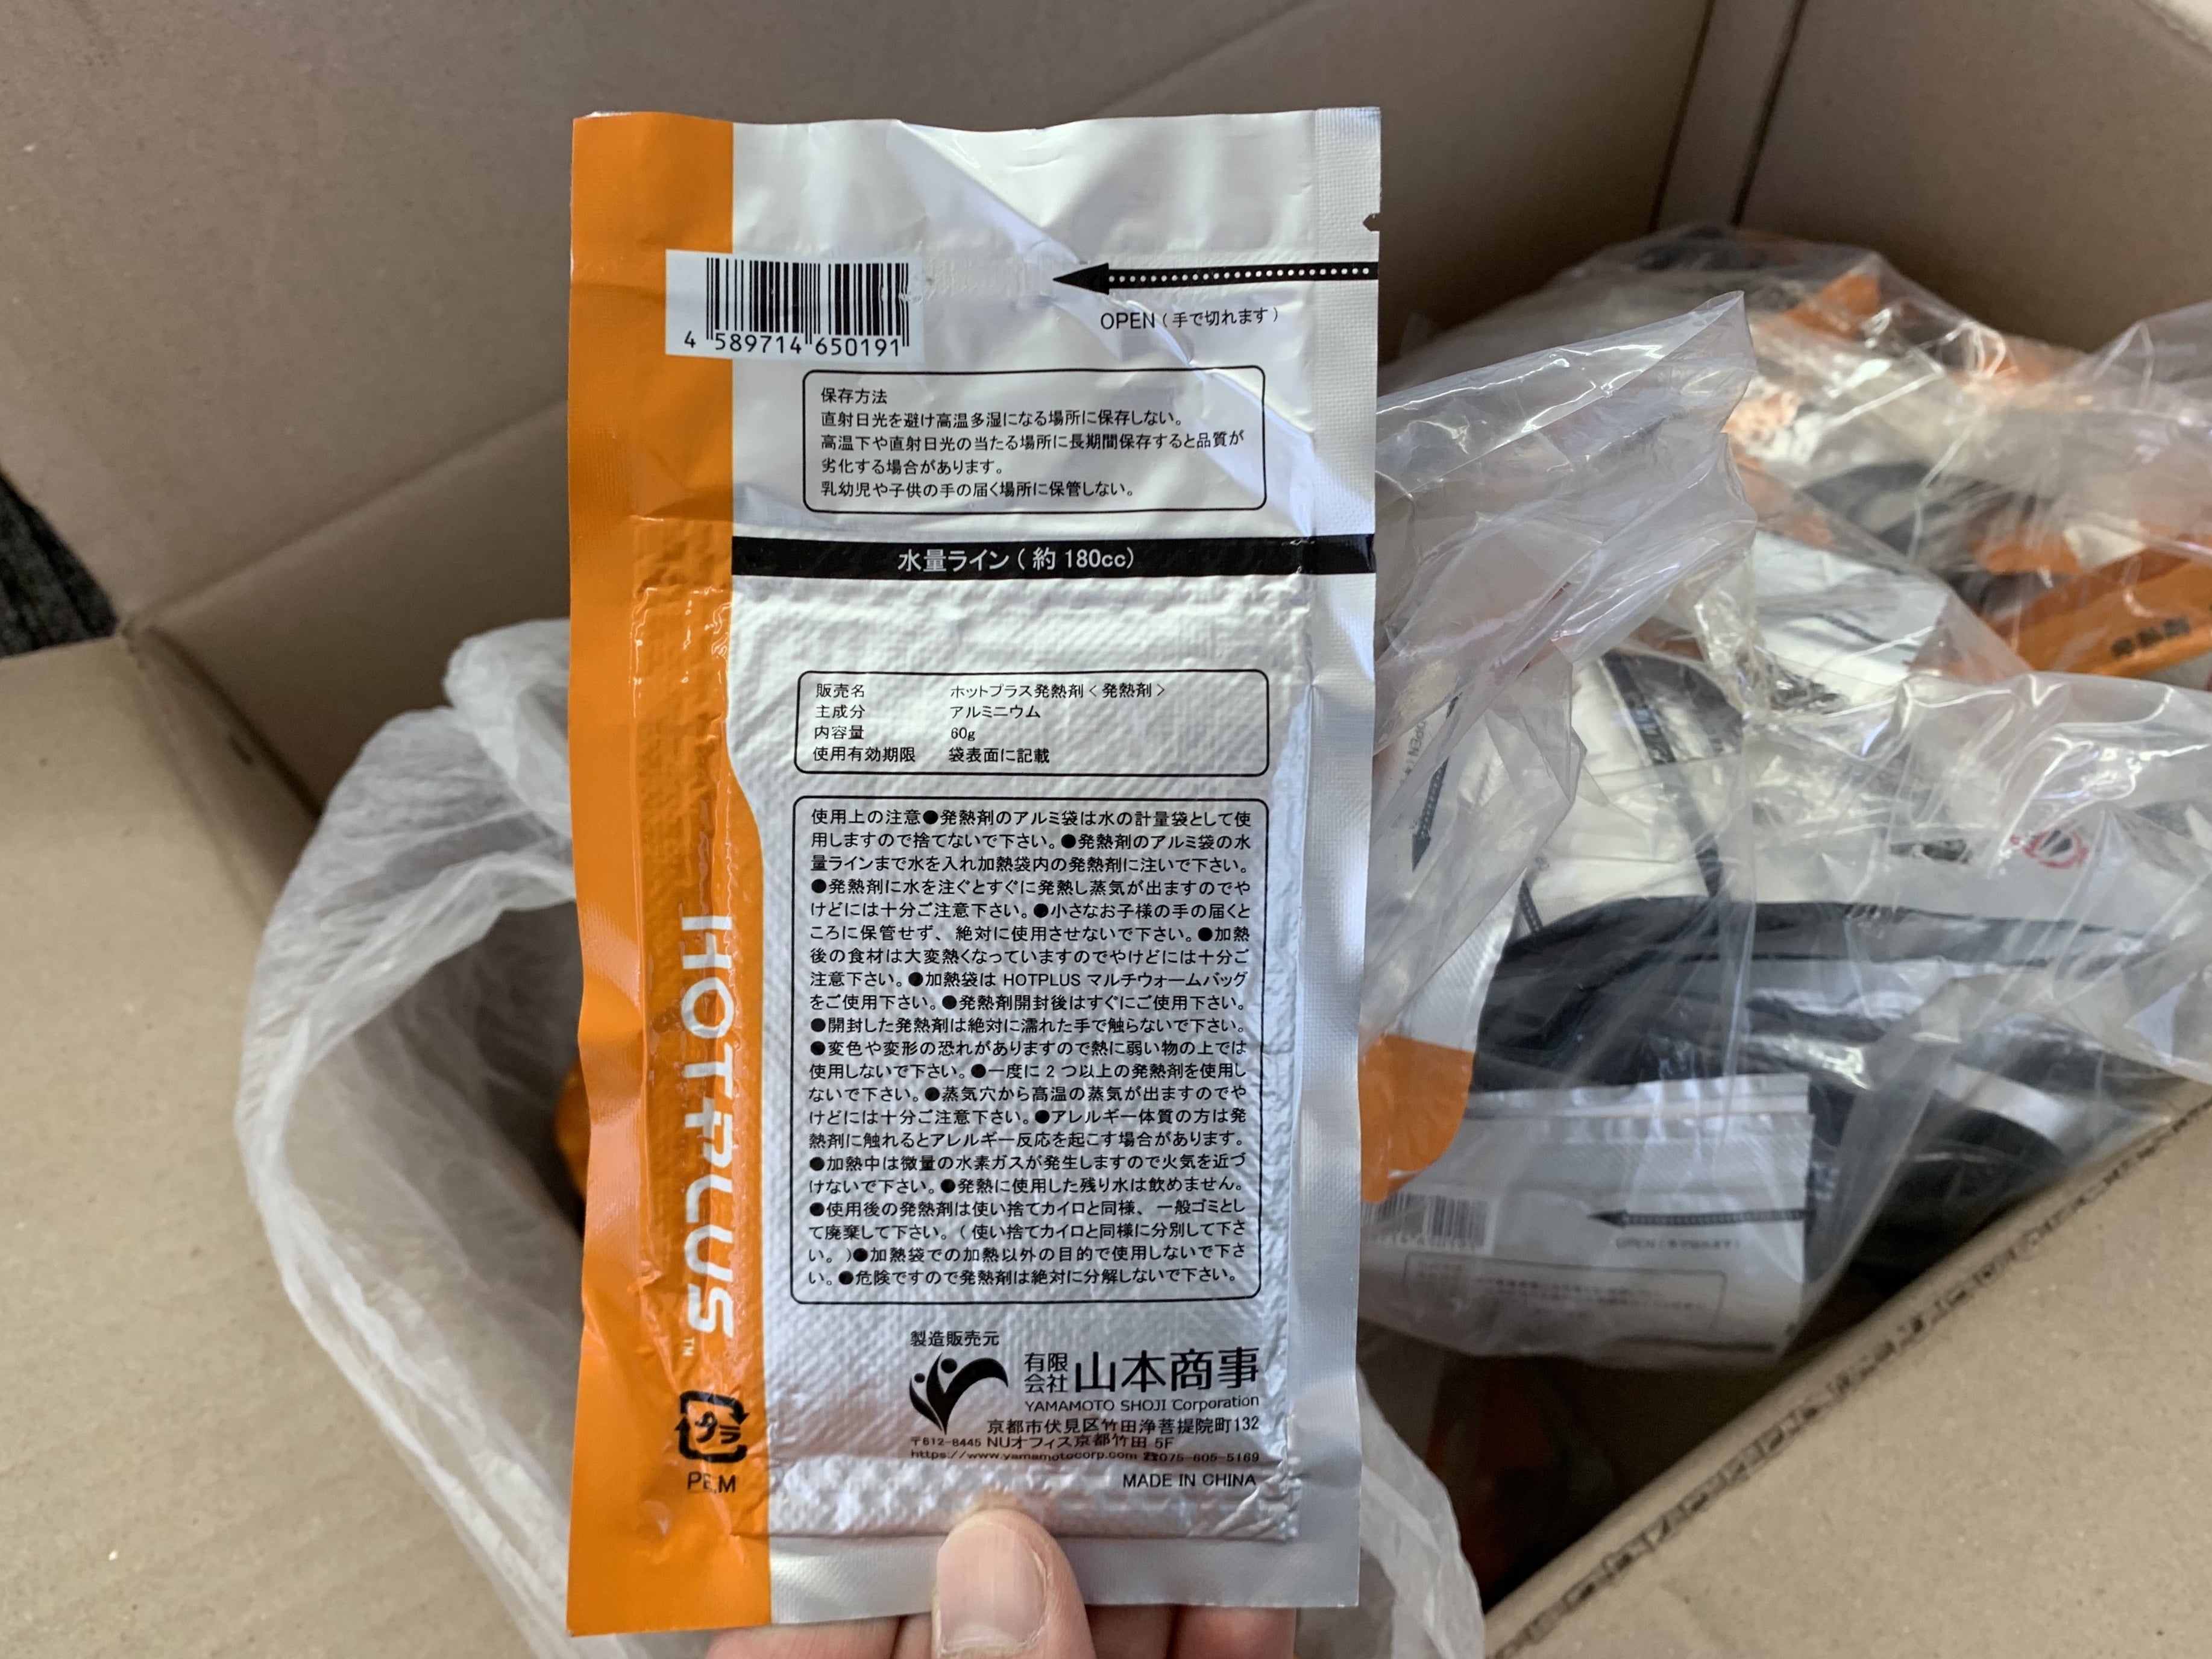 4 589714 650191
OPEN（手で切れます）
保存方法
直射日光を避け高温多湿になる場所に保存しない。
高温下や直射日光の当たる場所に長期間保存すると品質が
劣化する場合があります。
乳幼児や子供の手の届く場所に保管しない。
水量ライン（約 180cc）
販売名 ホットプラス発熱剤＜発熱剤＞
主成分 アルミニウム
内容量 60g
使用有効期限 袋表面に記載
使用上の注意●発熱剤のアルミ袋は水の計量袋として使
用しますので捨てないで下さい。●発熱剤のアルミ袋の水
量ラインまで水を入れ加熱袋内の発熱剤に注いで下さい。
●発熱剤に水を注ぐとすぐに発熱し蒸気が出ますのでや
けどには十分ご注意下さい。●小さなお子様の手の届くと
ころに保管せず、絶対に使用させないで下さい。●加熱
後の食材は大変熱くなっていますのでやけどには十分ご
注意下さい。●加熱袋は HOTPLUS マルチウォームバッグ
をご使用下さい。●発熱剤開封後はすぐにご使用下さい。
●開封した発熱剤は絶対に濡れた手で触らないで下さい。
●変色や変形の恐れがありますので熱に弱い物の上では
使用しないで下さい。●一度に 2 つ以上の発熱剤を使用し
ないで下さい。●蒸気穴から高温の蒸気が出ますのでや
けどには十分ご注意下さい。●アレルギー体質の方は発
熱剤に触れるとアレルギー反応を起こす場合があります。
●加熱中は微量の水素ガスが発生しますので火気を近づ
けないで下さい。●発熱に使用した残り水は飲めません。
●使用後の発熱剤は使い捨てカイロと同様、一般ゴミとし
て廃棄して下さい。（使い捨てカイロと同様に分別して下さ
い。）●加熱袋での加熱以外の目的で使用しないで下さ
い。●危険ですので発熱剤は絶対に分解しないで下さい。
HOTPLUS™
製造販売元
有限会社 山本商事
YAMAMOTO SHOJI Corporation
京都市伏見区竹田浄菩提院町132
〒612-8445 NUオフィス京都竹田 5F
https://www.yamamotocorp.com ☎075-605-5169
MADE IN CHINA
プラ
PE,M
発熱剤
OPEN（手で切れます）